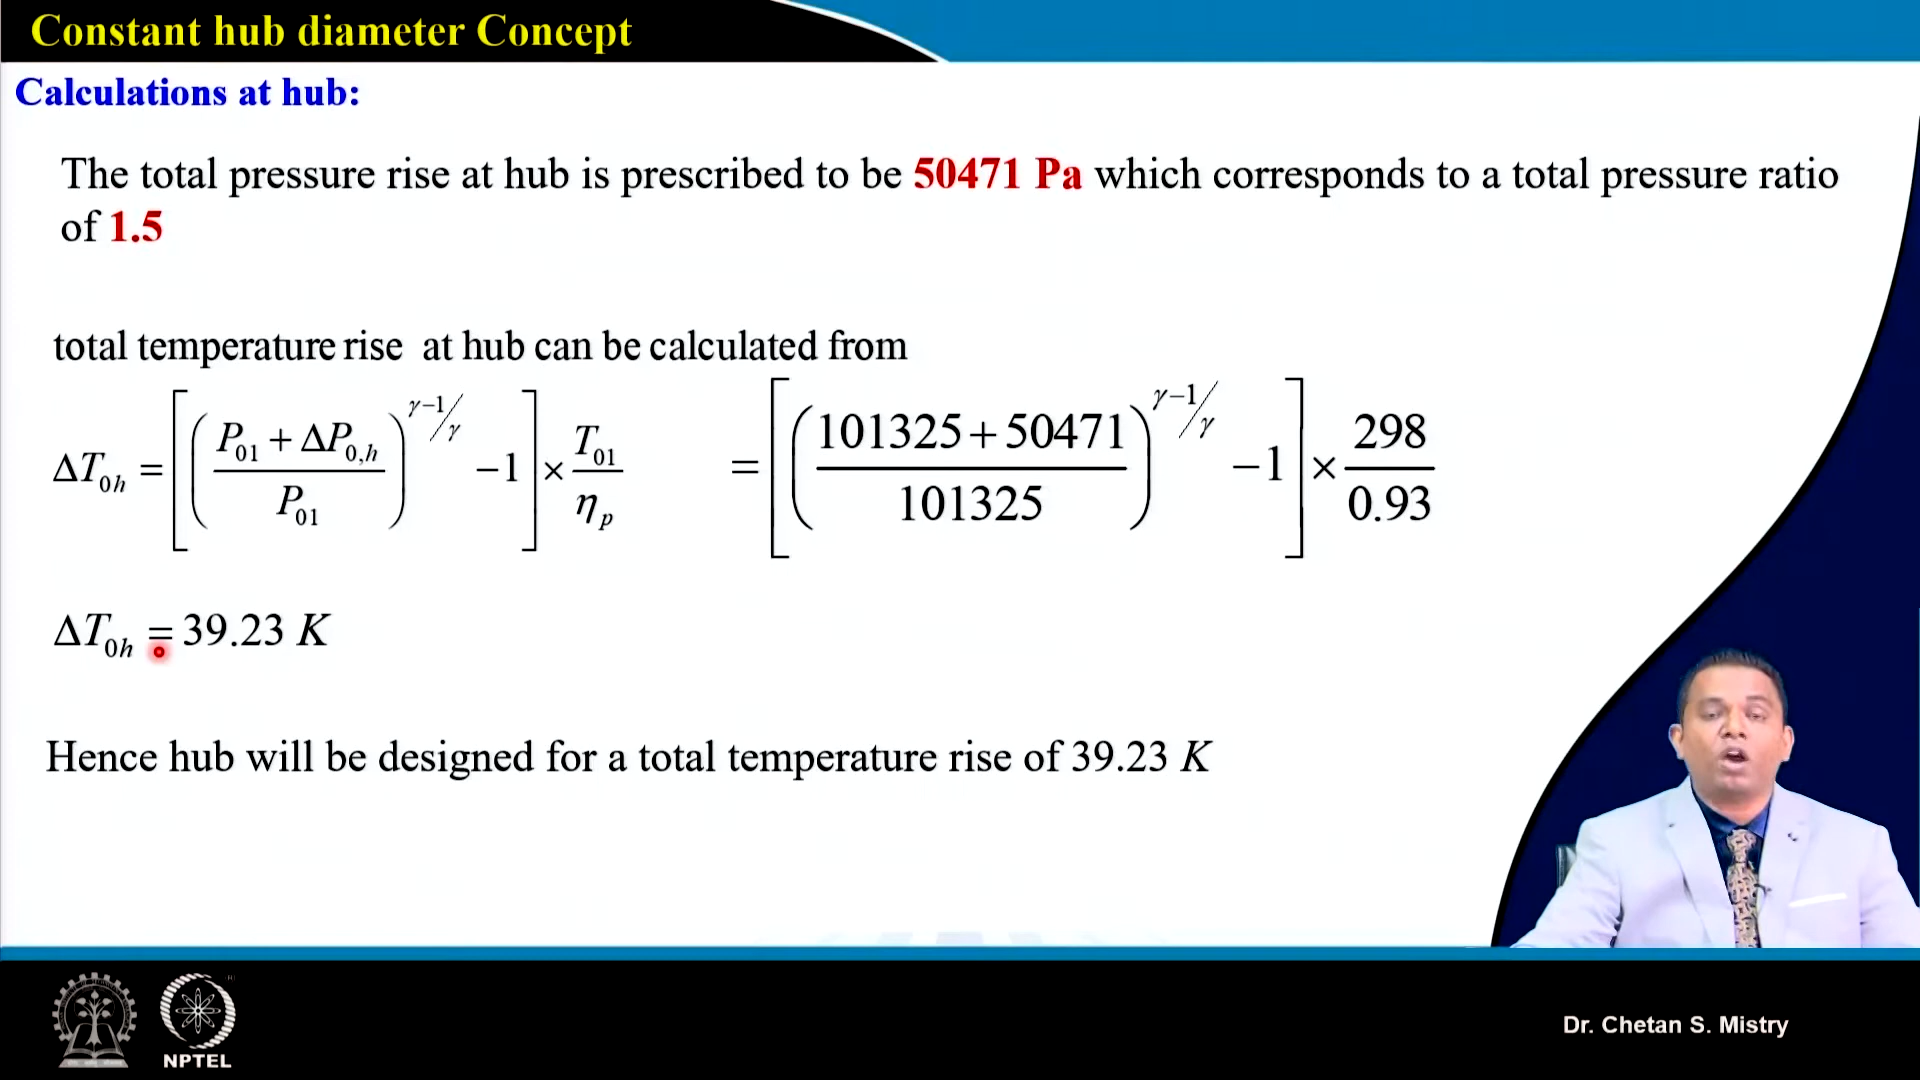 Constant hub diameter Concept
Calculations at hub:
The total pressure rise at hub is prescribed to be 50471 Pa which corresponds to a total pressure ratio
of 1.5
total temperature rise at hub can be calculated from
ΔT₀ₕ = [((P₀₁ + ΔP₀,ₕ)/P₀₁)^(γ−1/γ) −1] × T₀₁/ηₚ = [((101325+50471)/101325)^(γ−1/γ) −1] × 298/0.93
ΔT₀ₕ = 39.23 K
Hence hub will be designed for a total temperature rise of 39.23 K
NPTEL
Dr. Chetan S. Mistry